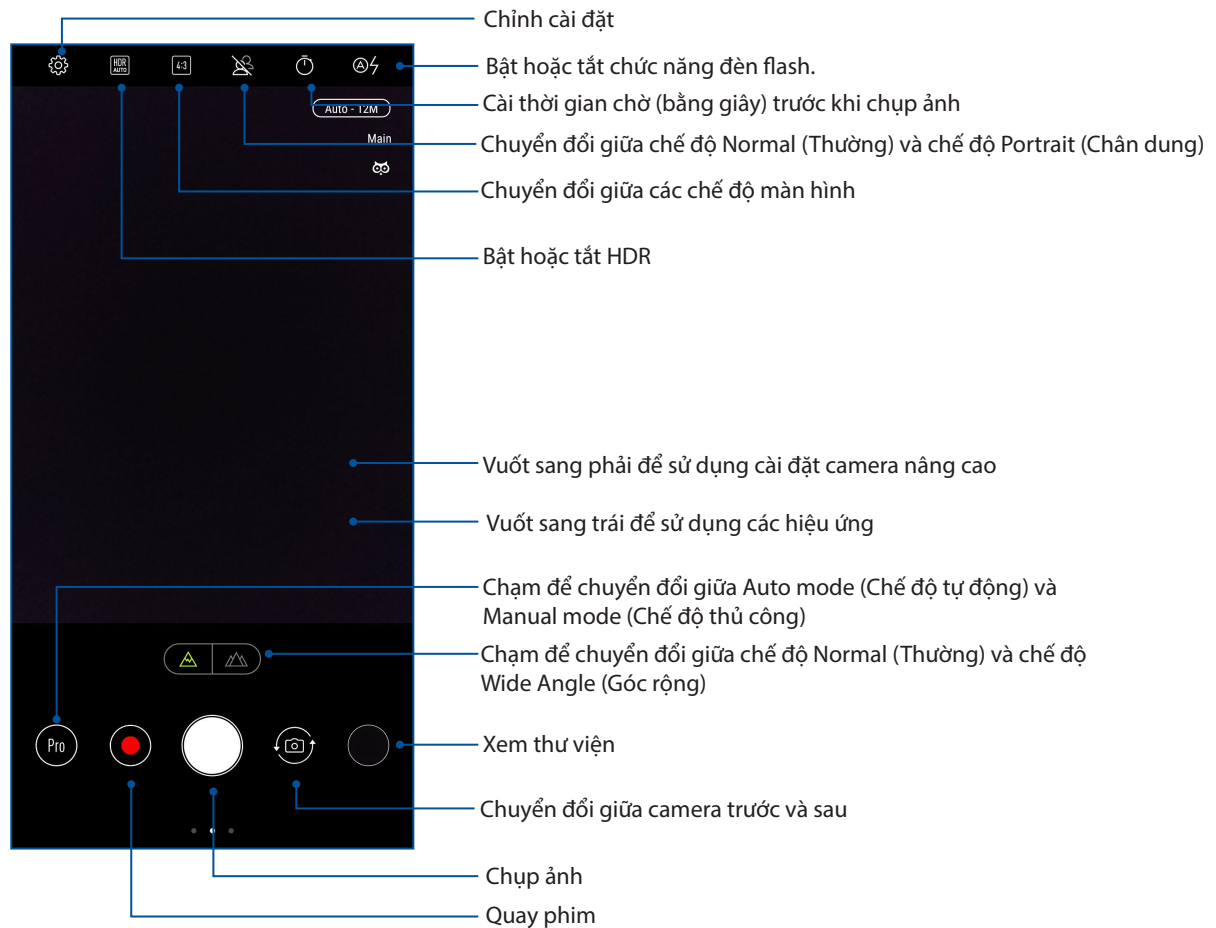 Chỉnh cài đặt
HDR
AUTO
4:3
A
Bật hoặc tắt chức năng đèn flash.
Cài thời gian chờ (bằng giây) trước khi chụp ảnh
Auto - 12M
Main
Chuyển đổi giữa chế độ Normal (Thường) và chế độ Portrait (Chân dung)
Chuyển đổi giữa các chế độ màn hình
Bật hoặc tắt HDR
Vuốt sang phải để sử dụng cài đặt camera nâng cao
Vuốt sang trái để sử dụng các hiệu ứng
Chạm để chuyển đổi giữa Auto mode (Chế độ tự động) và
Manual mode (Chế độ thủ công)
Chạm để chuyển đổi giữa chế độ Normal (Thường) và chế độ
Wide Angle (Góc rộng)
Pro
Xem thư viện
Chuyển đổi giữa camera trước và sau
Chụp ảnh
Quay phim